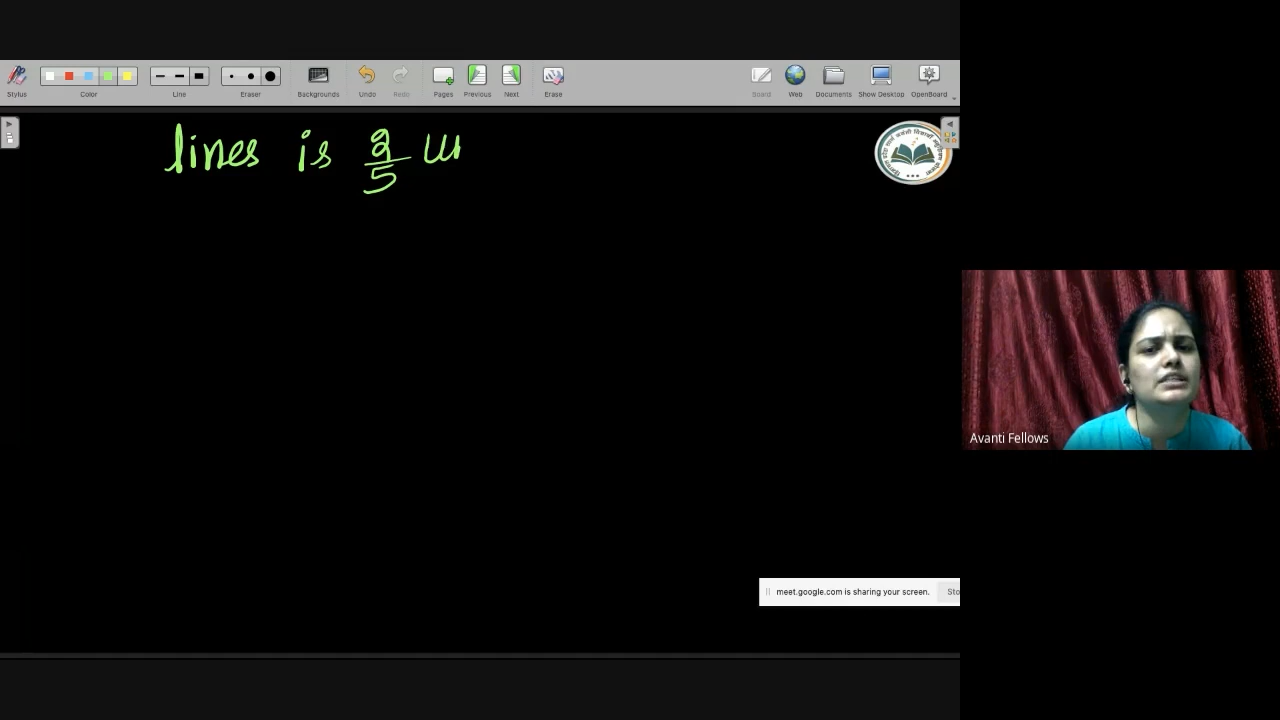 Stylus Color Line Eraser Backgrounds Undo Redo Pages Previous Next Erase Board Web Documents Show Desktop OpenBoard
lines is 2/5 u
Avanti Fellows
meet.google.com is sharing your screen. Sto